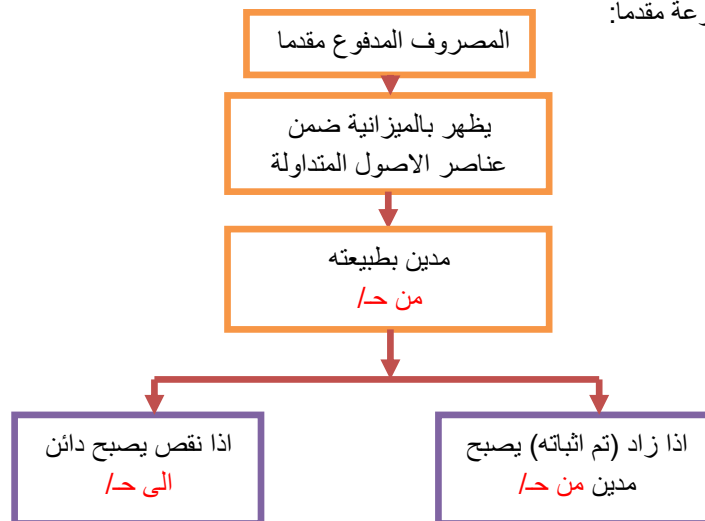 مقدما:
المصروف المدفوع مقدما
يظهر بالميزانية ضمن
عناصر الاصول المتداولة
مدين بطبيعته
من حـ/
اذا زاد (تم اثباته) يصبح
مدين من حـ/
اذا نقص يصبح دائن
الى حـ/